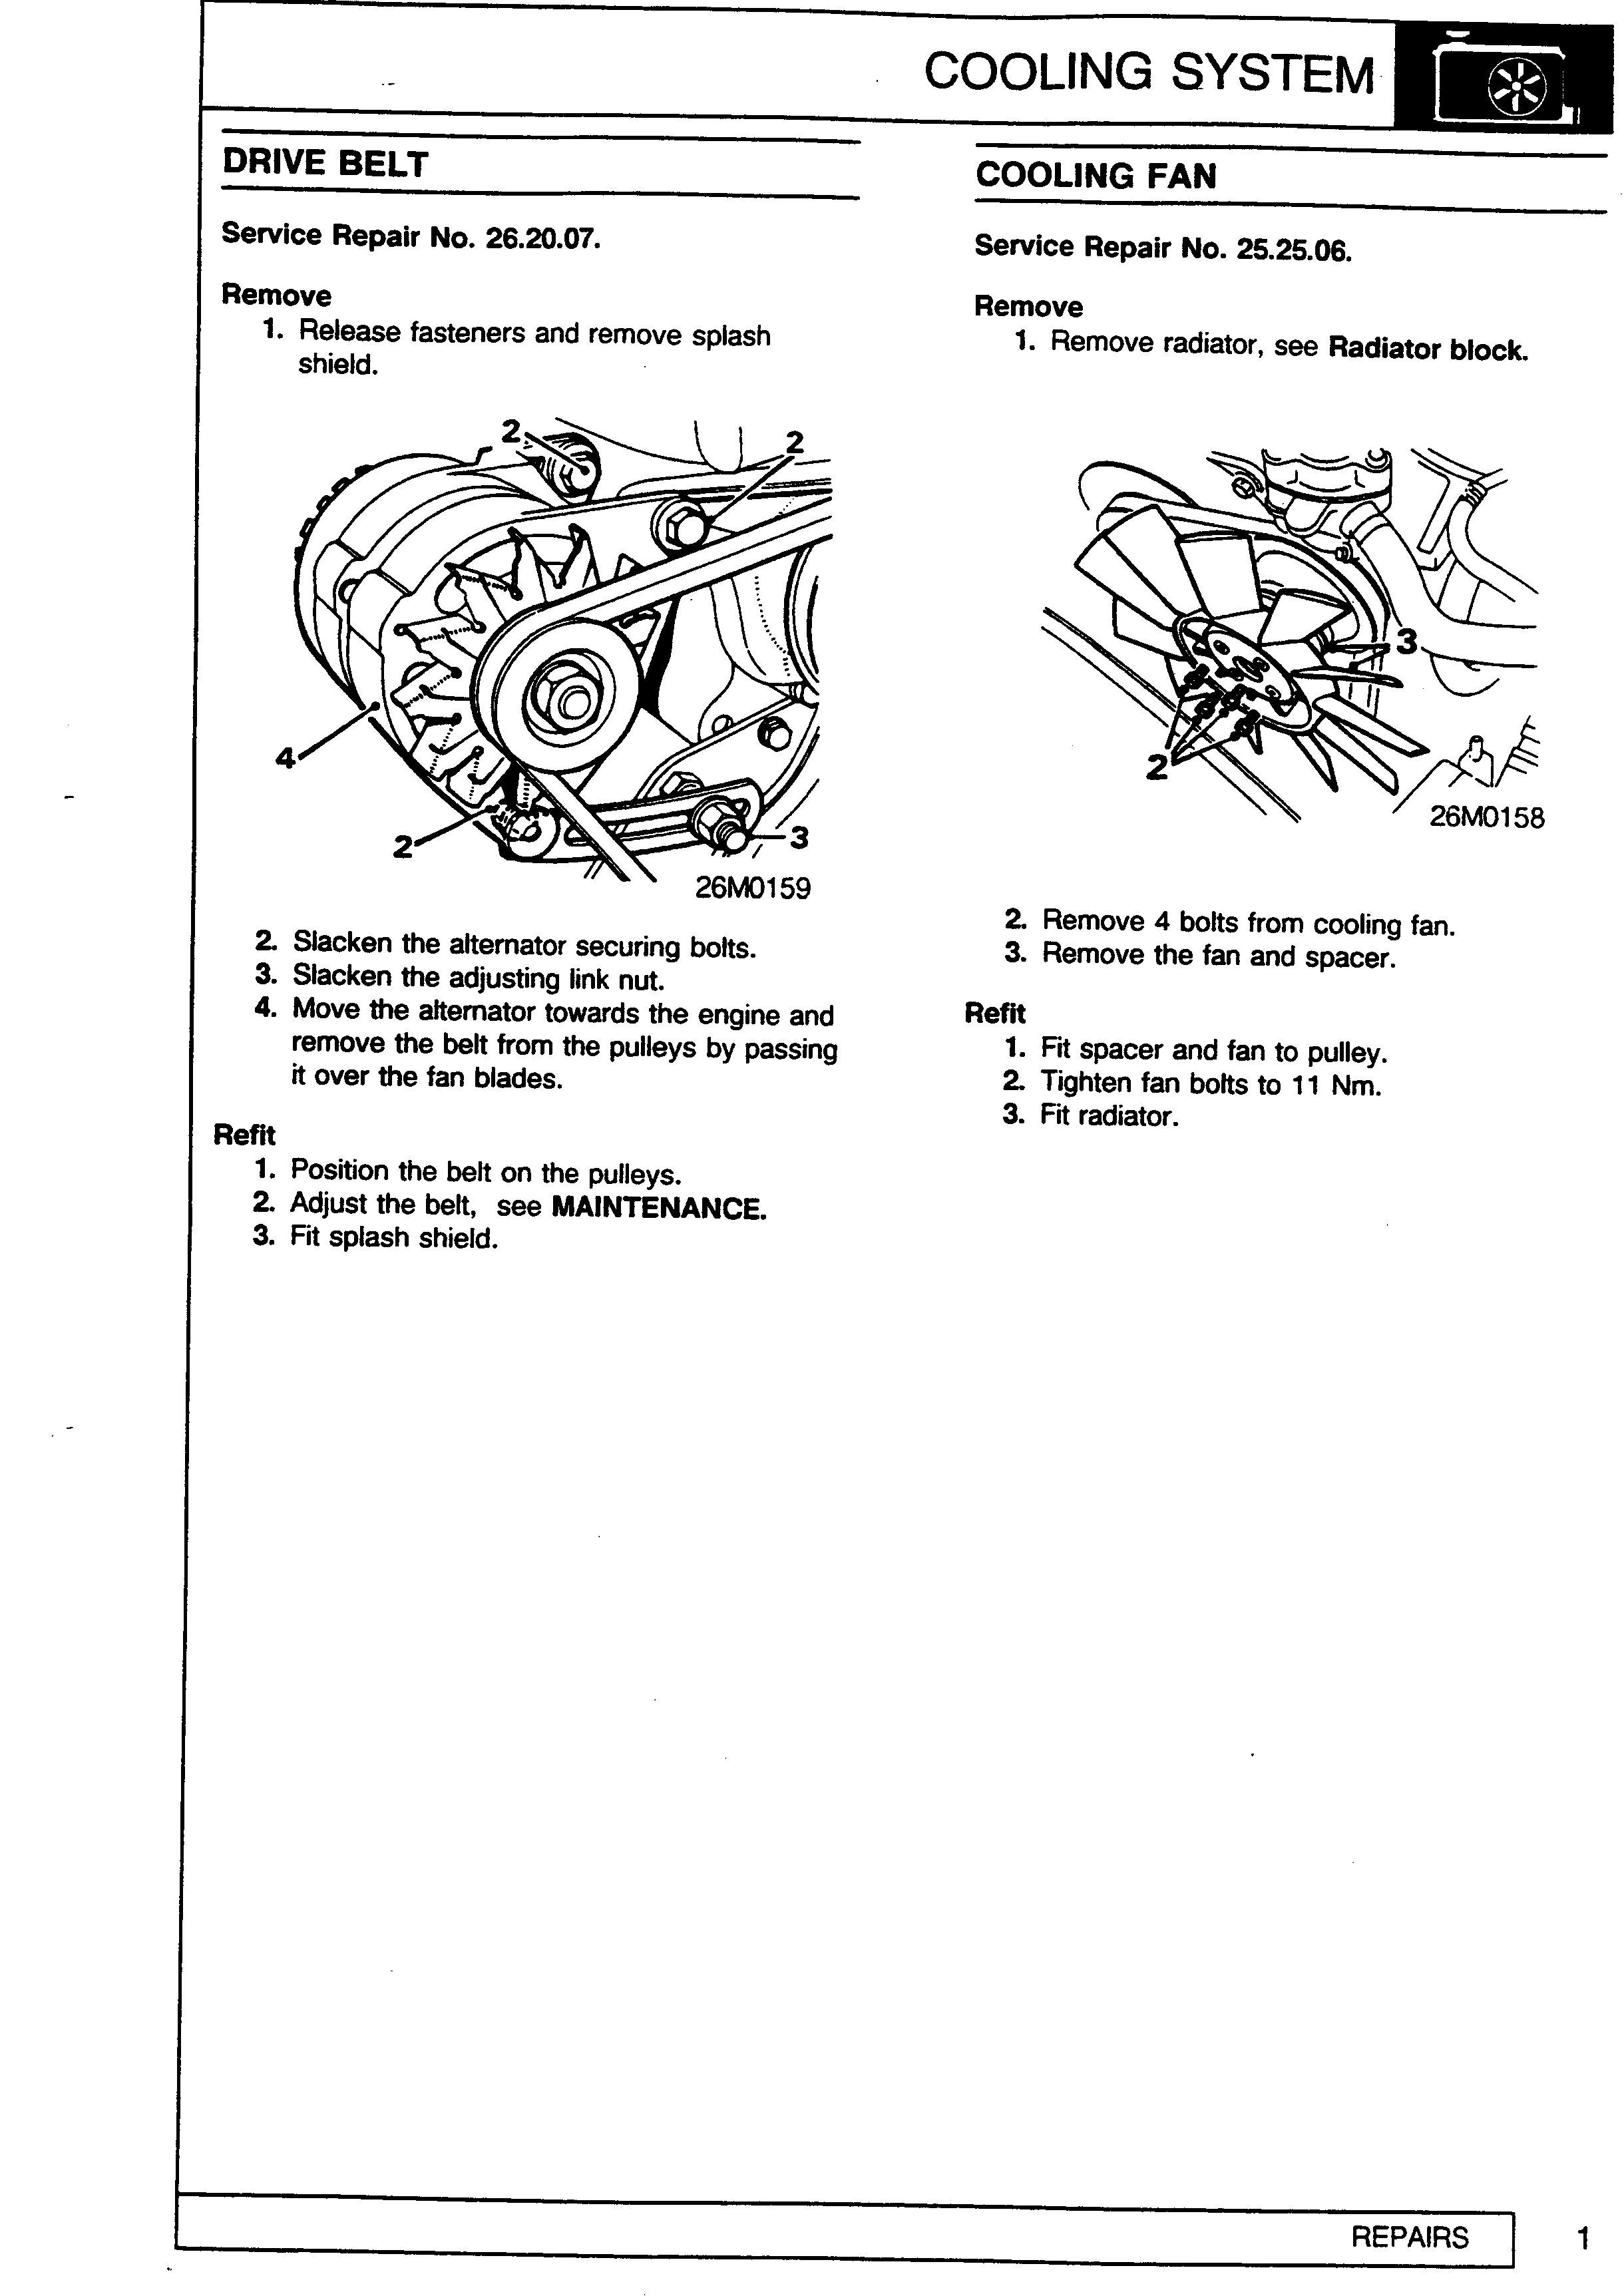 COOLING SYSTEM
DRIVE BELT
Service Repair No. 26.20.07.
Remove
1. Release fasteners and remove splash
shield.
2
2
4
2
3
26M0159
2. Slacken the alternator securing bolts.
3. Slacken the adjusting link nut.
4. Move the alternator towards the engine and
remove the belt from the pulleys by passing
it over the fan blades.
Refit
1. Position the belt on the pulleys.
2. Adjust the belt, see MAINTENANCE.
3. Fit splash shield.
COOLING FAN
Service Repair No. 25.25.06.
Remove
1. Remove radiator, see Radiator block.
3
2
26M0158
2. Remove 4 bolts from cooling fan.
3. Remove the fan and spacer.
Refit
1. Fit spacer and fan to pulley.
2. Tighten fan bolts to 11 Nm.
3. Fit radiator.
REPAIRS 1